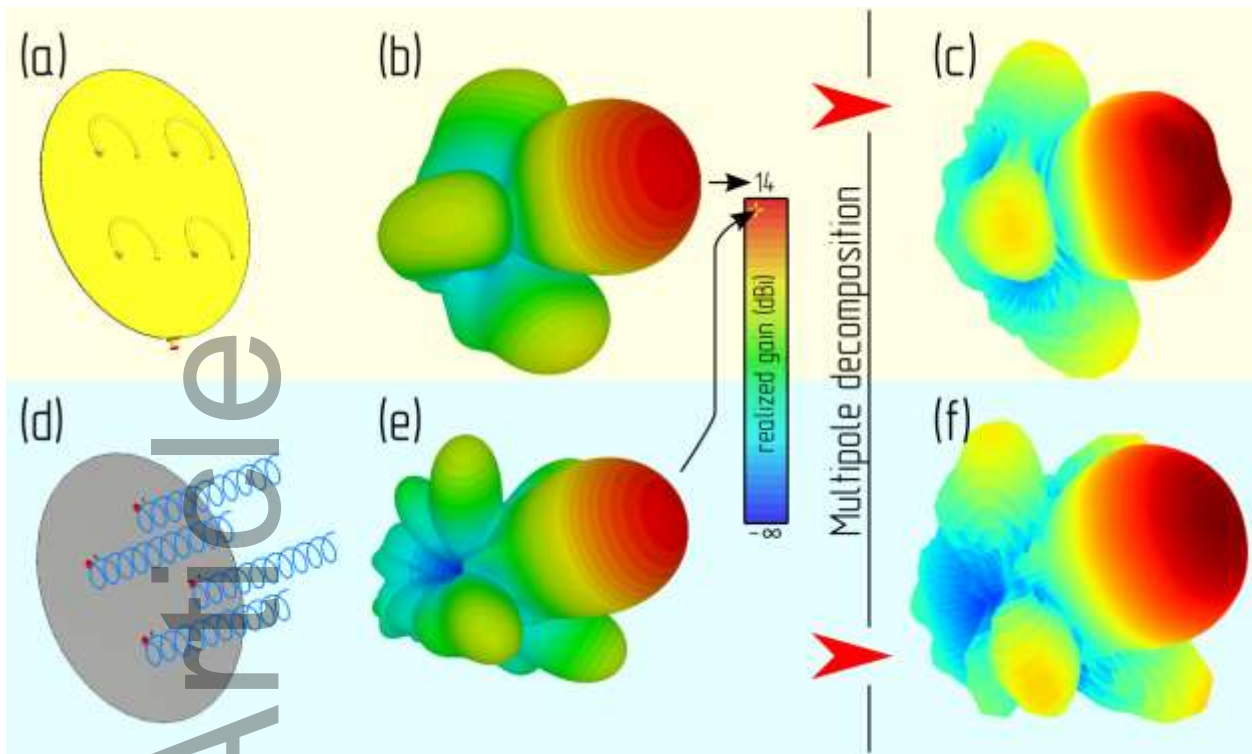 (a)
(b)
(c)
14
realized gain (dBi)
-∞
Multipole decomposition
(d)
(e)
(f)
Article